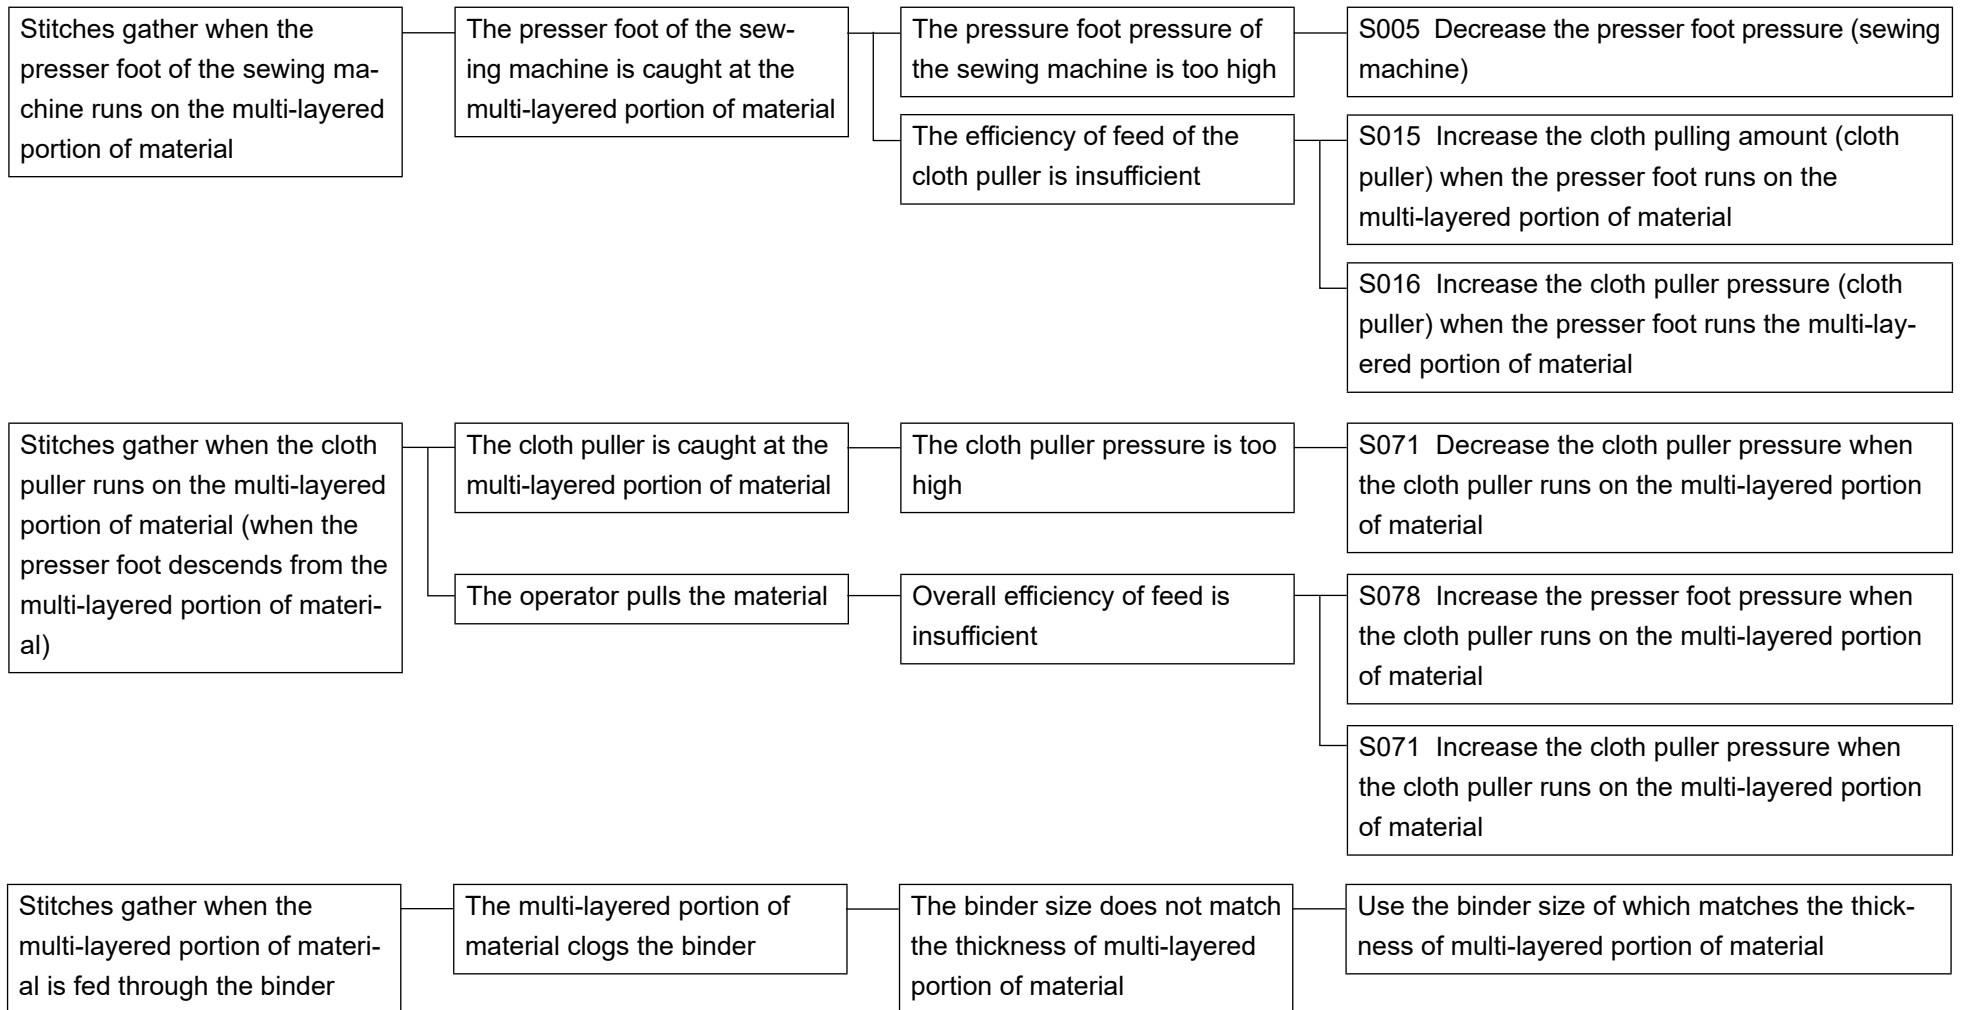 Stitches gather when the
presser foot of the sewing ma-
chine runs on the multi-layered
portion of material
The presser foot of the sew-
ing machine is caught at the
multi-layered portion of material
The pressure foot pressure of
the sewing machine is too high
S005 Decrease the presser foot pressure (sewing
machine)
The efficiency of feed of the
cloth puller is insufficient
S015 Increase the cloth pulling amount (cloth
puller) when the presser foot runs on the
multi-layered portion of material
S016 Increase the cloth puller pressure (cloth
puller) when the presser foot runs the multi-lay-
ered portion of material
Stitches gather when the cloth
puller runs on the multi-layered
portion of material (when the
presser foot descends from the
multi-layered portion of materi-
al)
The cloth puller is caught at the
multi-layered portion of material
The cloth puller pressure is too
high
S071 Decrease the cloth puller pressure when
the cloth puller runs on the multi-layered portion
of material
The operator pulls the material
Overall efficiency of feed is
insufficient
S078 Increase the presser foot pressure when
the cloth puller runs on the multi-layered portion
of material
S071 Increase the cloth puller pressure when
the cloth puller runs on the multi-layered portion
of material
Stitches gather when the
multi-layered portion of materi-
al is fed through the binder
The multi-layered portion of
material clogs the binder
The binder size does not match
the thickness of multi-layered
portion of material
Use the binder size of which matches the thick-
ness of multi-layered portion of material